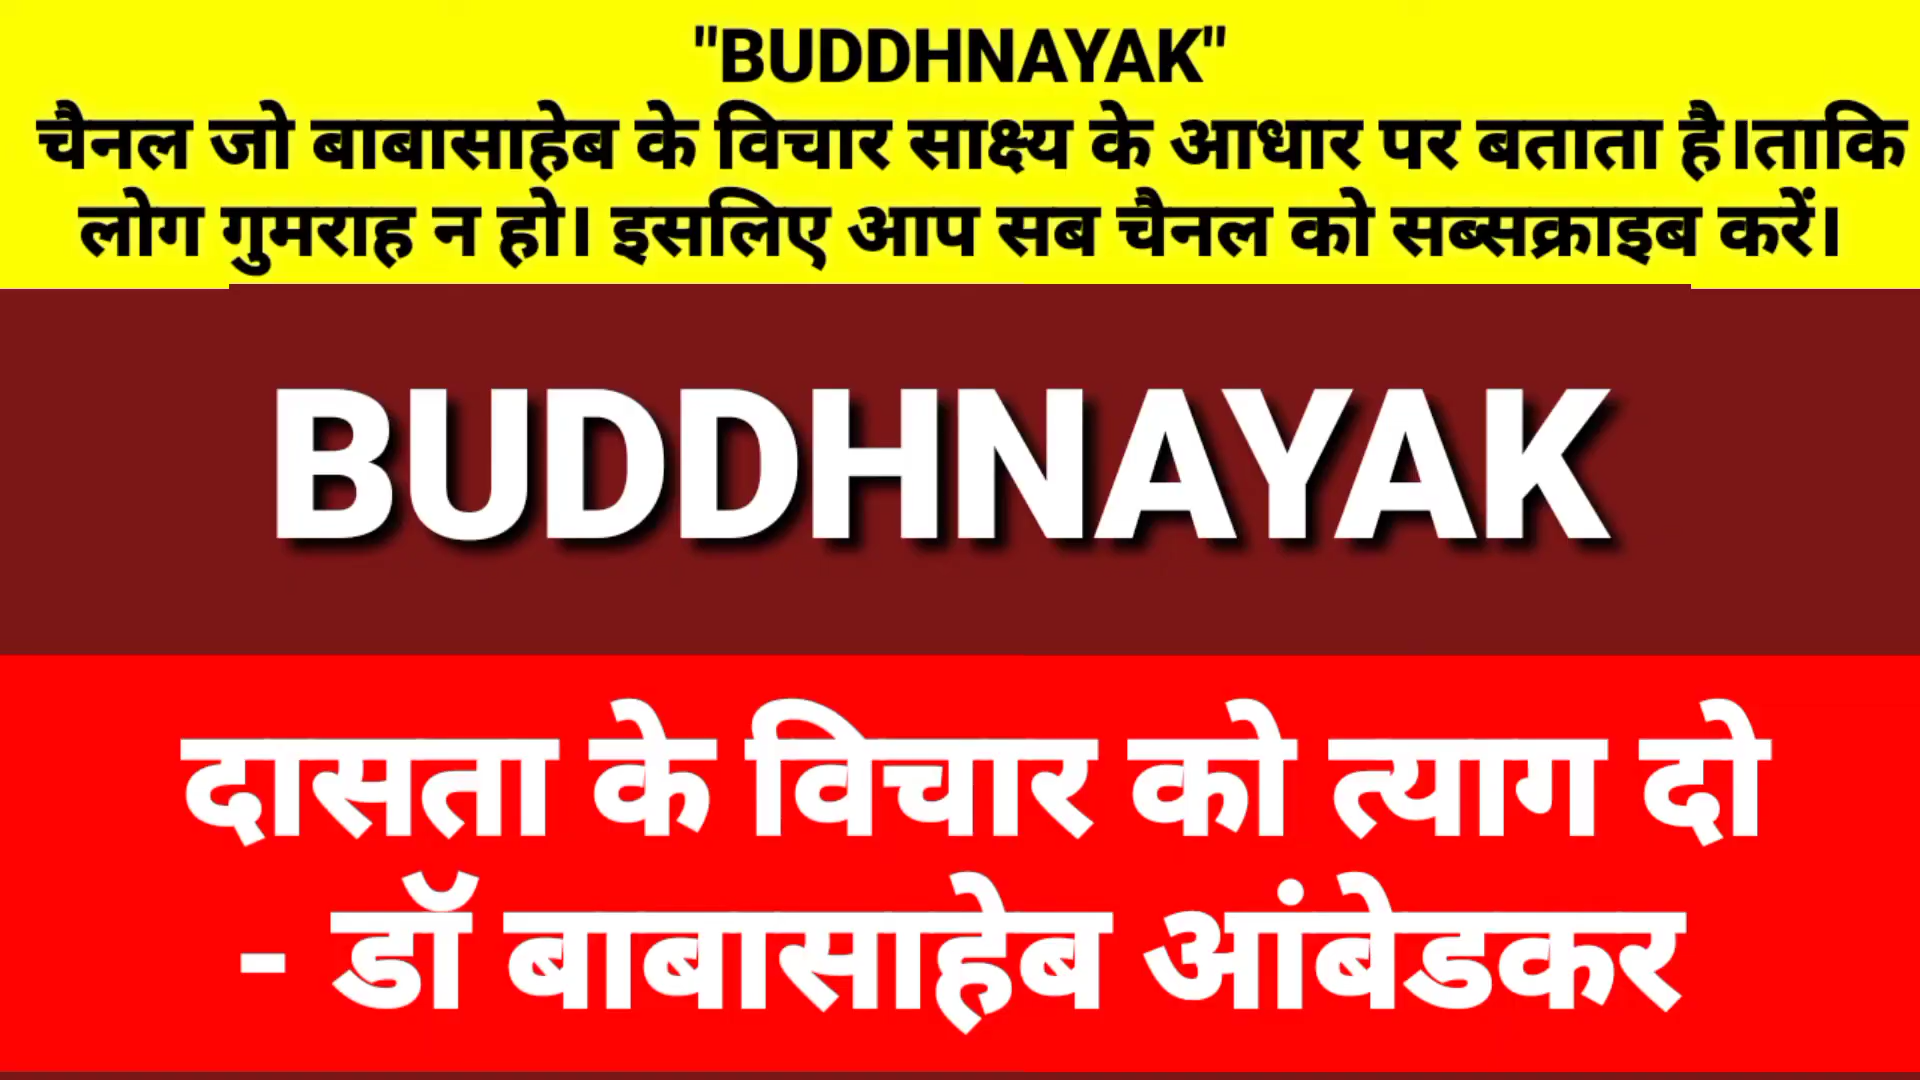 "BUDDHNAYAK"
चैनल जो बाबासाहेब के विचार साक्ष्य के आधार पर बताता है।ताकि
लोग गुमराह न हो। इसलिए आप सब चैनल को सब्सक्राइब करें।
BUDDHNAYAK
दासता के विचार को त्याग दो
- डॉ बाबासाहेब आंबेडकर